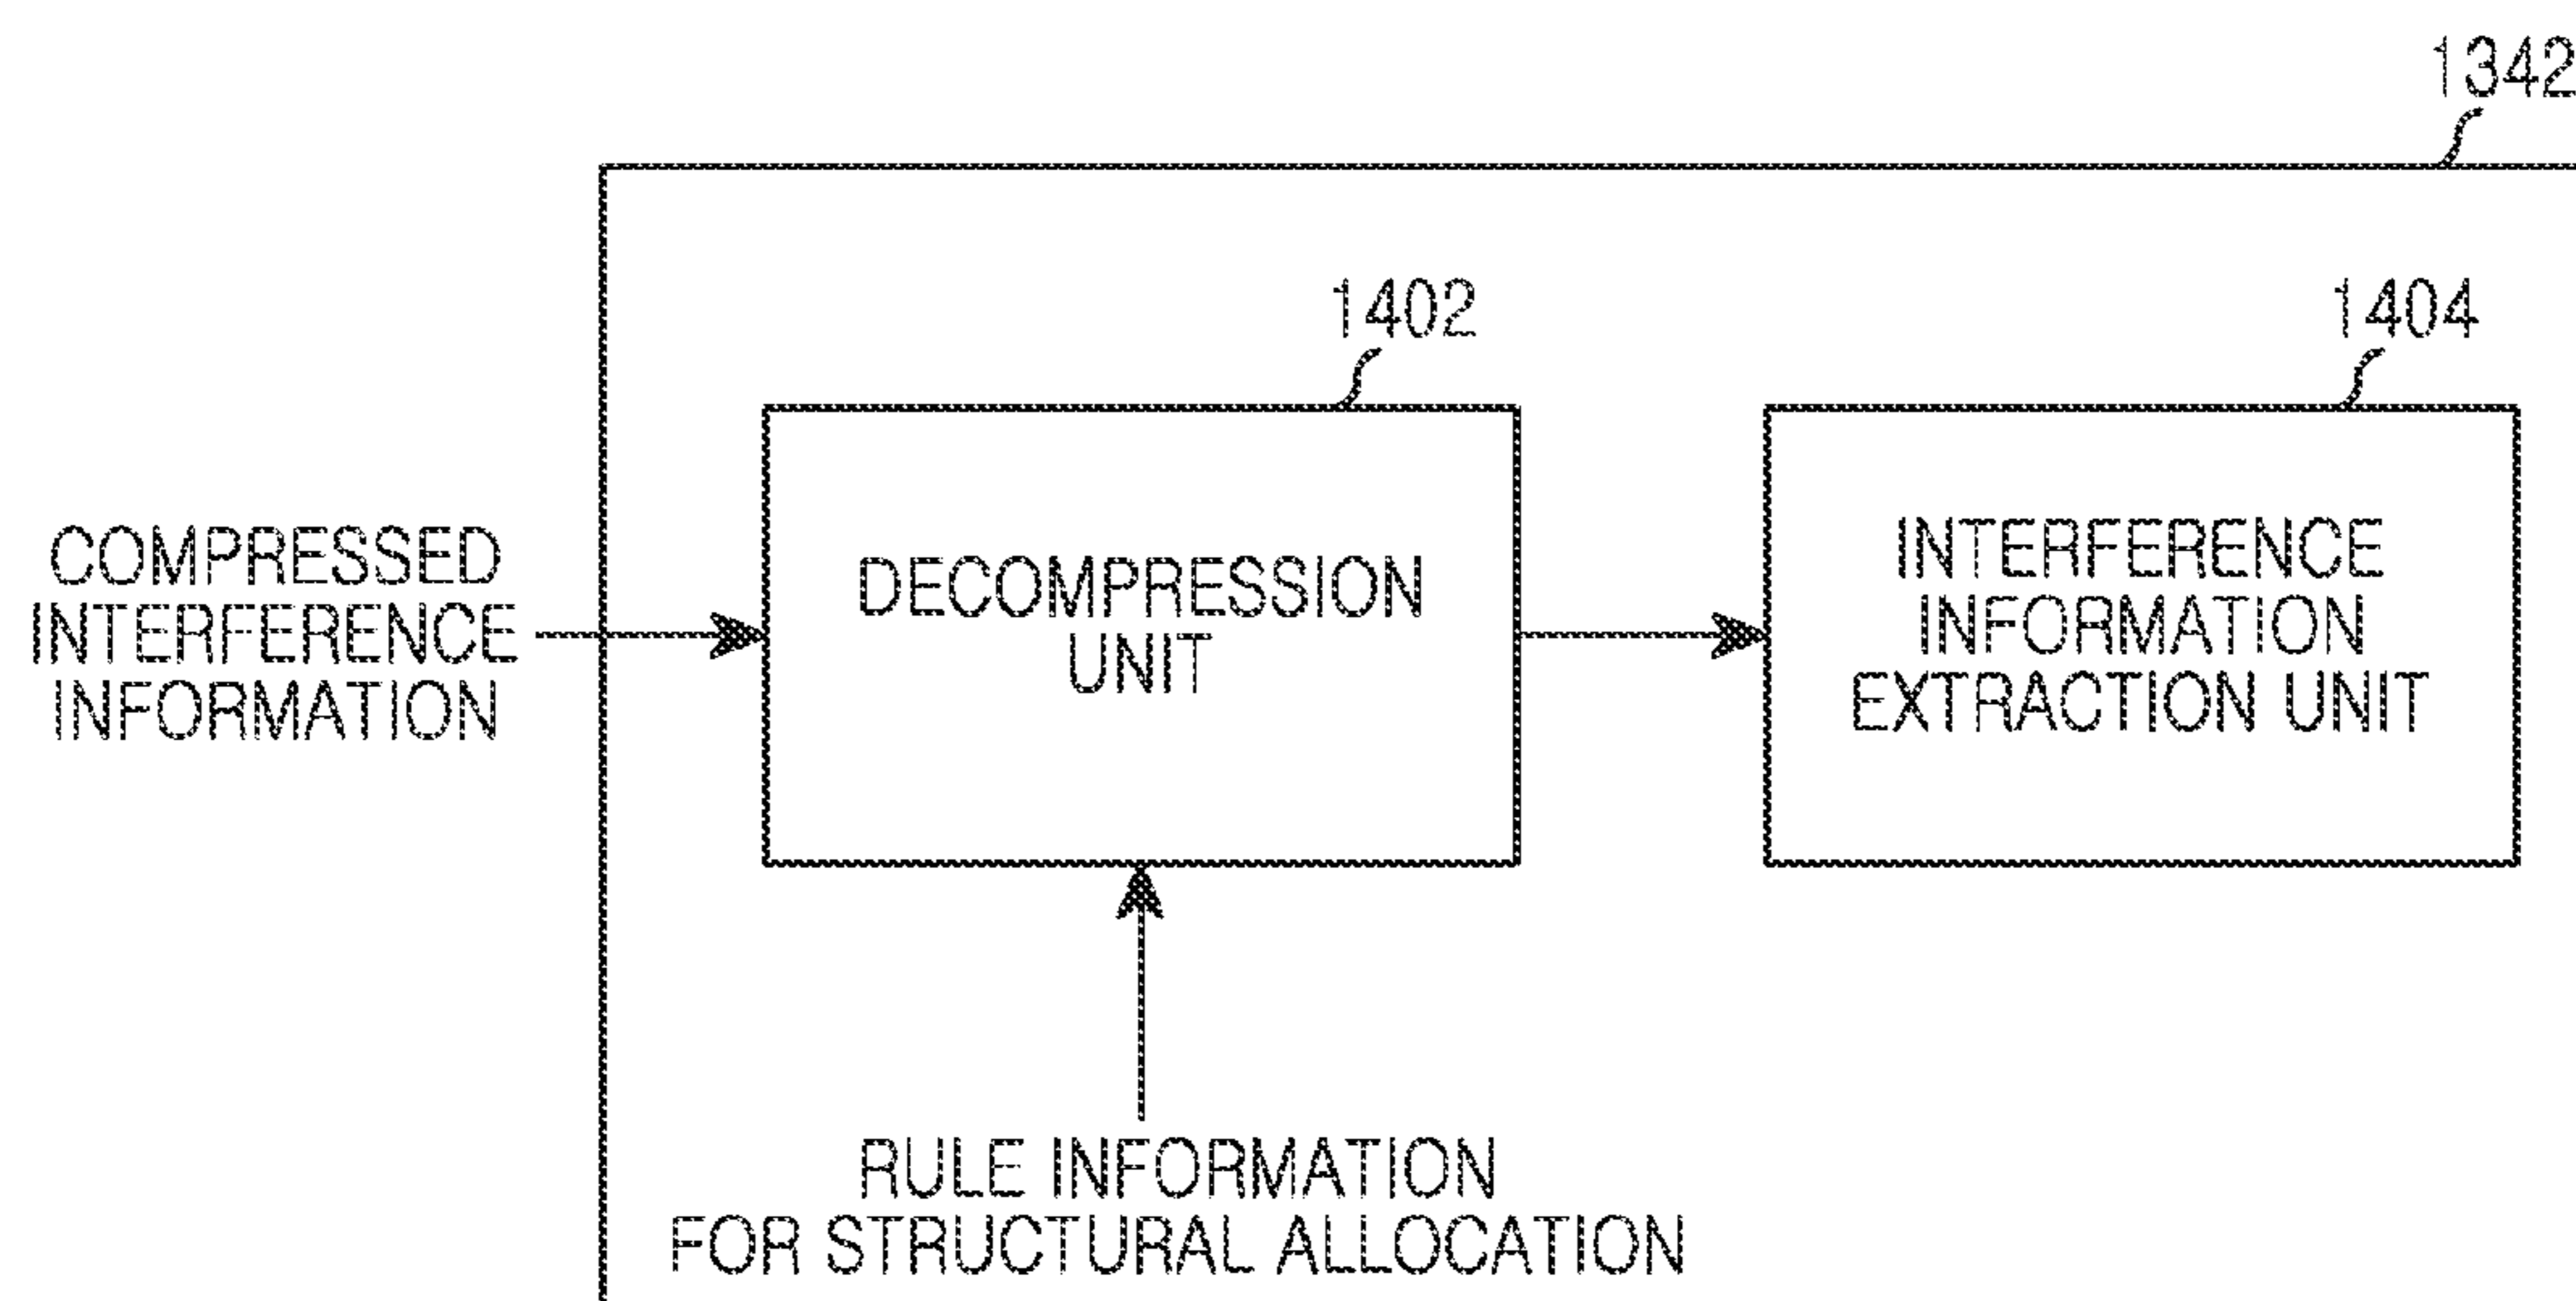 1342
1402
1404
COMPRESSED
INTERFERENCE
INFORMATION
DECOMPRESSION
UNIT
INTERFERENCE
INFORMATION
EXTRACTION UNIT
RULE INFORMATION
FOR STRUCTURAL ALLOCATION